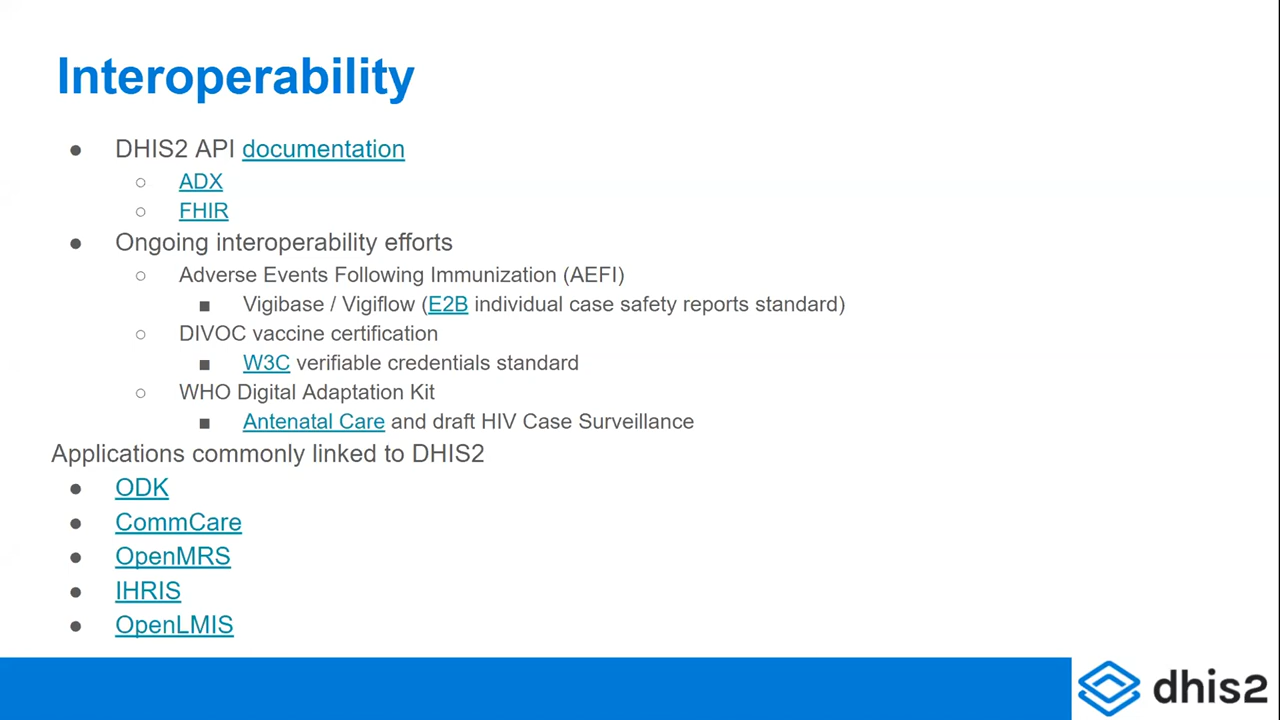 Interoperability
● DHIS2 API documentation
○ ADX
○ FHIR
● Ongoing interoperability efforts
○ Adverse Events Following Immunization (AEFI)
■ Vigibase / Vigiflow (E2B individual case safety reports standard)
○ DIVOC vaccine certification
■ W3C verifiable credentials standard
○ WHO Digital Adaptation Kit
■ Antenatal Care and draft HIV Case Surveillance
Applications commonly linked to DHIS2
● ODK
● CommCare
● OpenMRS
● IHRIS
● OpenLMIS
dhis2